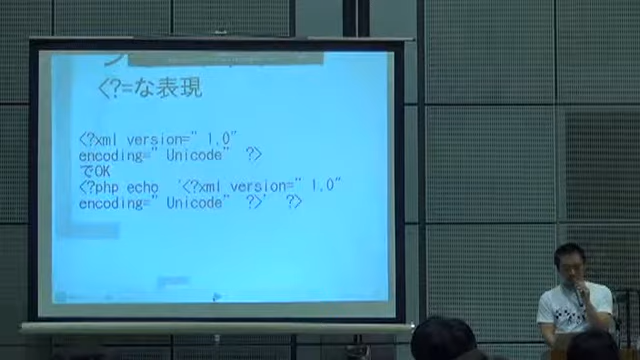 <?=な表現
<?xml version=" 1.0"
encoding=" Unicode" ?>
でOK
<?php echo '<?xml version=" 1.0"
encoding=" Unicode" ?>' ?>